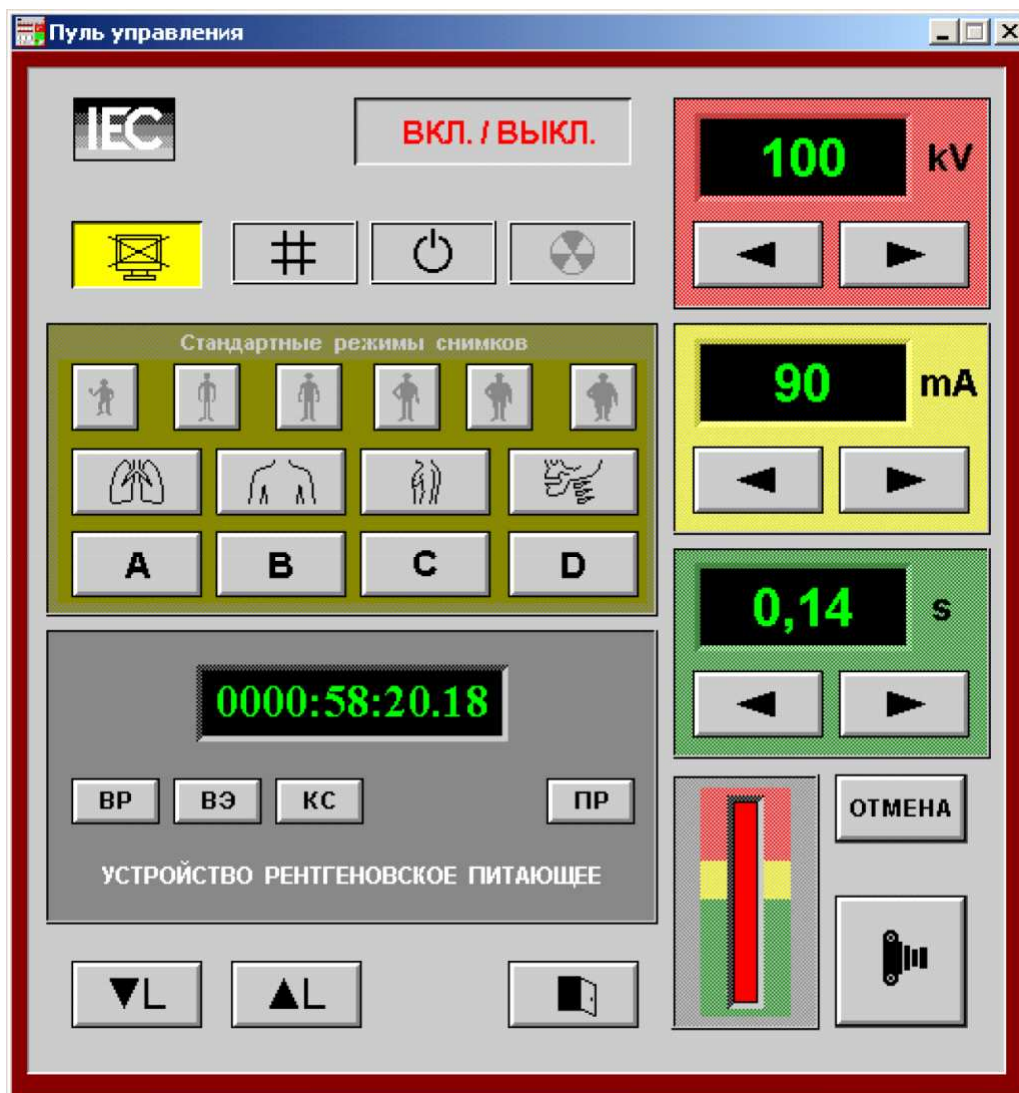 Пуль управления
IEC
ВКЛ. / ВЫКЛ.
100 kV
Стандартные режимы снимков
90 mA
A B C D
0,14 s
0000:58:20.18
ВР ВЭ КС ПР
ОТМЕНА
УСТРОЙСТВО РЕНТГЕНОВСКОЕ ПИТАЮЩЕЕ
▼L ▲L